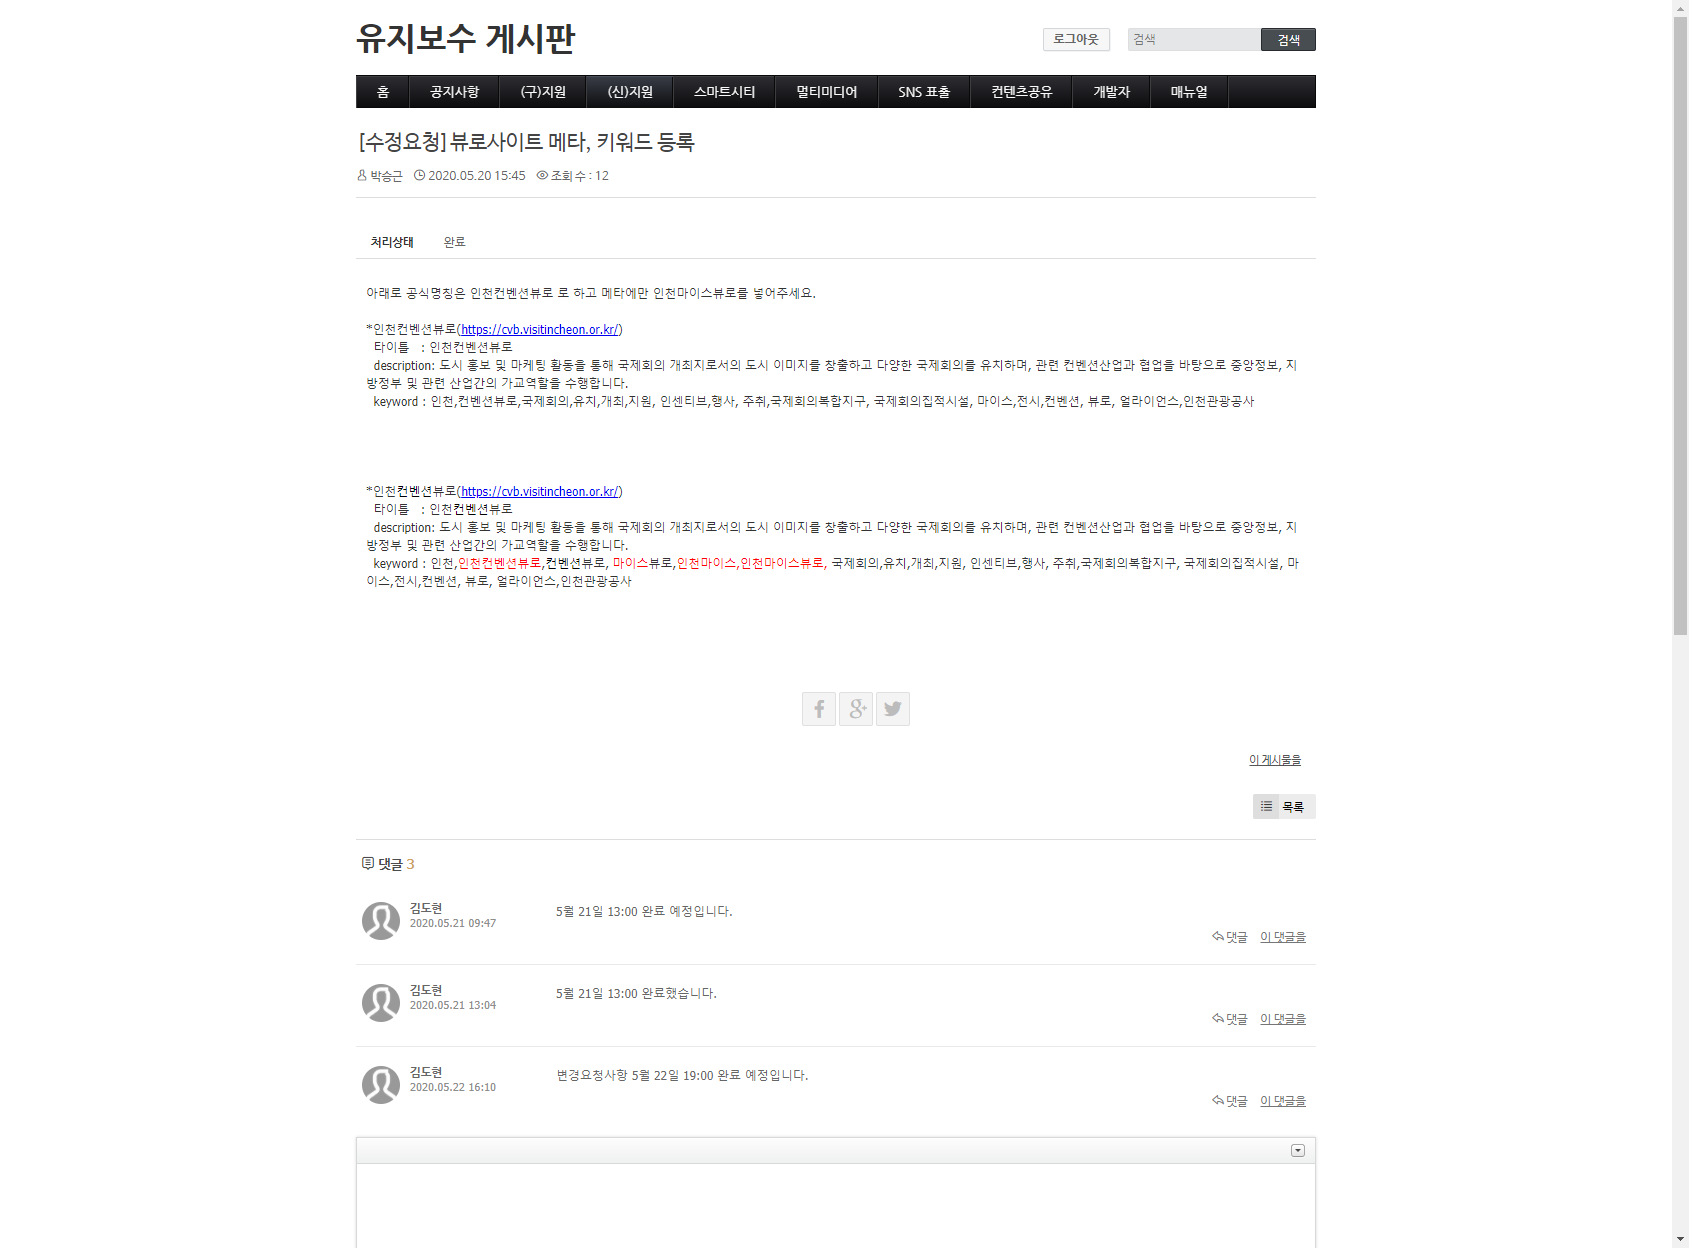 유지보수 게시판
로그아웃
검색
검색
홈 공지사항 (구)지원 (신)지원 스마트시티 멀티미디어 SNS 표출 컨텐츠공유 개발자 매뉴얼
[수정요청] 뷰로사이트 메타, 키워드 등록
박승근 2020.05.20 15:45 조회 수 : 12
처리상태 완료
아래로 공식명칭은 인천컨벤션뷰로 로 하고 메타에만 인천마이스뷰로를 넣어주세요.
*인천컨벤션뷰로(https://cvb.visitincheon.or.kr/)
타이틀 : 인천컨벤션뷰로
description: 도시 홍보 및 마케팅 활동을 통해 국제회의 개최지로서의 도시 이미지를 창출하고 다양한 국제회의를 유치하며, 관련 컨벤션산업과 협업을 바탕으로 중앙정보, 지
방정부 및 관련 산업간의 가교역할을 수행합니다.
keyword : 인천,컨벤션뷰로,국제회의,유치,개최,지원, 인센티브,행사, 주취,국제회의복합지구, 국제회의집적시설, 마이스,전시,컨벤션, 뷰로, 얼라이언스,인천관광공사
*인천컨벤션뷰로(https://cvb.visitincheon.or.kr/)
타이틀 : 인천컨벤션뷰로
description: 도시 홍보 및 마케팅 활동을 통해 국제회의 개최지로서의 도시 이미지를 창출하고 다양한 국제회의를 유치하며, 관련 컨벤션산업과 협업을 바탕으로 중앙정보, 지
방정부 및 관련 산업간의 가교역할을 수행합니다.
keyword : 인천,인천컨벤션뷰로,컨벤션뷰로, 마이스뷰로,인천마이스,인천마이스뷰로, 국제회의,유치,개최,지원, 인센티브,행사, 주취,국제회의복합지구, 국제회의집적시설, 마
이스,전시,컨벤션, 뷰로, 얼라이언스,인천관광공사
이 게시물을
목록
댓글 3
김도현
2020.05.21 09:47
5월 21일 13:00 완료 예정입니다.
댓글 이 댓글을
김도현
2020.05.21 13:04
5월 21일 13:00 완료했습니다.
댓글 이 댓글을
김도현
2020.05.22 16:10
변경요청사항 5월 22일 19:00 완료 예정입니다.
댓글 이 댓글을